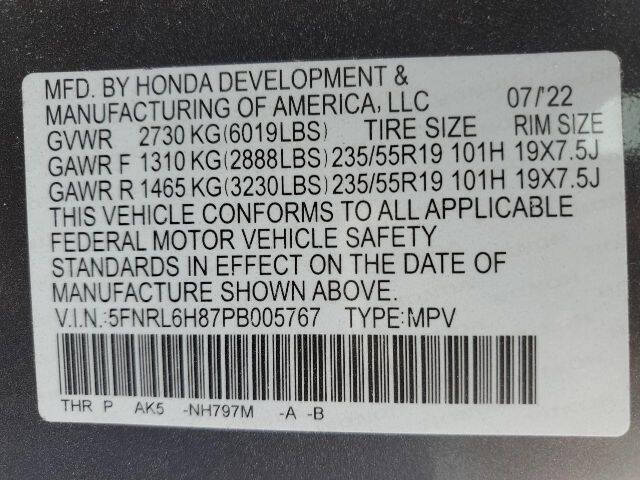 MFD. BY HONDA DEVELOPMENT &
MANUFACTURING OF AMERICA, LLC 07/'22
GVWR 2730 KG(6019LBS) TIRE SIZE RIM SIZE
GAWR F 1310 KG(2888LBS) 235/55R19 101H 19X7.5J
GAWR R 1465 KG(3230LBS) 235/55R19 101H 19X7.5J
THIS VEHICLE CONFORMS TO ALL APPLICABLE
FEDERAL MOTOR VEHICLE SAFETY
STANDARDS IN EFFECT ON THE DATE OF
MANUFACTURE SHOWN ABOVE.
V.I.N.:5FNRL6H87PB005767 TYPE:MPV
THR P AK5 -NH797M -A -B